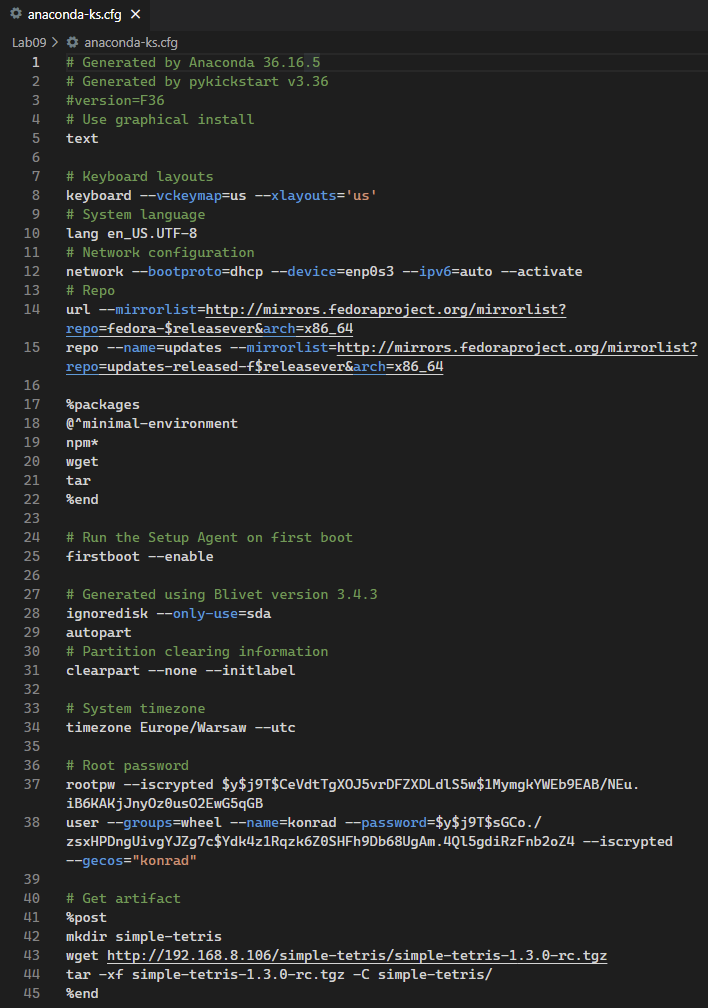 anaconda-ks.cfg
Lab09 > anaconda-ks.cfg
1 # Generated by Anaconda 36.16.5
2 # Generated by pykickstart v3.36
3 #version=F36
4 # Use graphical install
5 text
6
7 # Keyboard layouts
8 keyboard --vckeymap=us --xlayouts='us'
9 # System language
10 lang en_US.UTF-8
11 # Network configuration
12 network --bootproto=dhcp --device=enp0s3 --ipv6=auto --activate
13 # Repo
14 url --mirrorlist=http://mirrors.fedoraproject.org/mirrorlist?
repo=fedora-$releasever&arch=x86_64
15 repo --name=updates --mirrorlist=http://mirrors.fedoraproject.org/mirrorlist?
repo=updates-released-f$releasever&arch=x86_64
16
17 %packages
18 @^minimal-environment
19 npm*
20 wget
21 tar
22 %end
23
24 # Run the Setup Agent on first boot
25 firstboot --enable
26
27 # Generated using Blivet version 3.4.3
28 ignoredisk --only-use=sda
29 autopart
30 # Partition clearing information
31 clearpart --none --initlabel
32
33 # System timezone
34 timezone Europe/Warsaw --utc
35
36 # Root password
37 rootpw --iscrypted $y$j9T$CeVdtTgXOJ5vrDFZXDLdlS5w$1MymgkYWEb9EAB/NEu.
iB6KAKjJnyOz0usO2EwG5qGB
38 user --groups=wheel --name=konrad --password=$y$j9T$sGCo./
zsxHPDngUivgYJZg7c$Ydk4z1Rqzk6Z0SHFh9Db68UgAm.4Ql5gdiRzFnb2oZ4 --iscrypted
--gecos="konrad"
39
40 # Get artifact
41 %post
42 mkdir simple-tetris
43 wget http://192.168.8.106/simple-tetris/simple-tetris-1.3.0-rc.tgz
44 tar -xf simple-tetris-1.3.0-rc.tgz -C simple-tetris/
45 %end